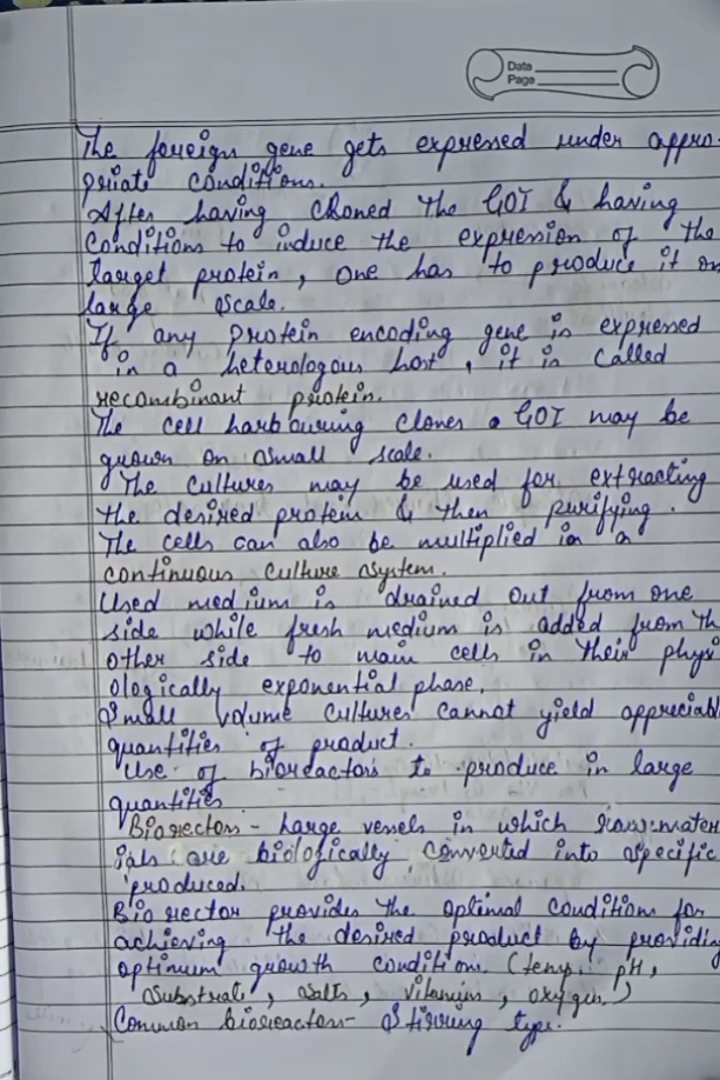 Date
Page
The foreign gene gets expressed under appro-
priate conditions.
After having cloned the GOI & having
conditions to induce the expression of the
target protein, one has to produce it on
large scale.
If any protein encoding gene is expressed
in a heterologous host, it is called
recombinant protein.
The cell harbouring cloner GOI may be
grown on small scale.
The cultures may be used for extracting
the desired protein & then purifying.
The cells can also be multiplied in a
continuous culture system.
Used medium is drained out from one
side while fresh medium is added from th
other side to main cells in their physi
ologically exponential phase.
Small volume cultures cannot yield appreciabl
quantities of product.
Use of bioreactors to produce in large
quantities
Biorectors - Large vessels in which raw mater
ials are biologically converted into specific
produced.
Bio rector provides the optimal conditions for
achieving the desired product by providing
optimum growth conditions. (temp. pH,
substrate, salts, vitamins, oxygen.)
Common bioreactors - Stirring type.